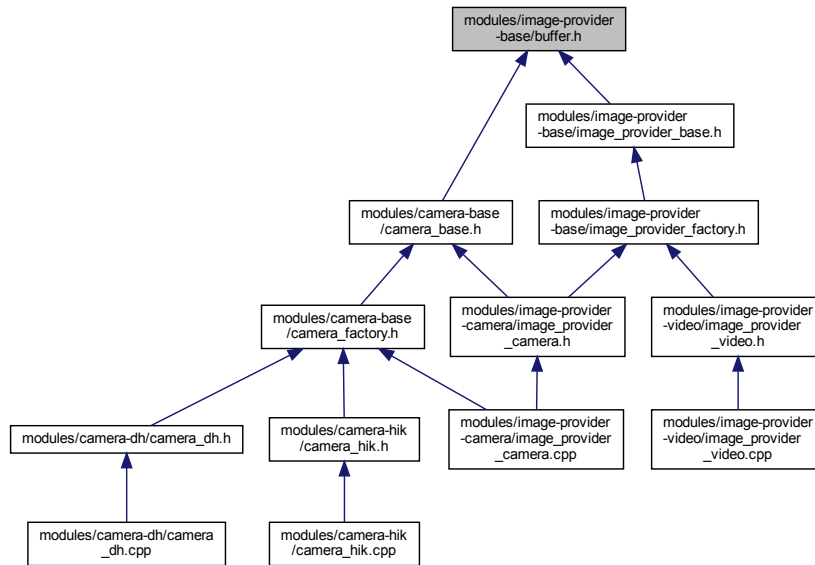 modules/image-provider
-base/buffer.h
modules/image-provider
-base/image_provider_base.h
modules/camera-base
/camera_base.h
modules/image-provider
-base/image_provider_factory.h
modules/camera-base
/camera_factory.h
modules/image-provider
-camera/image_provider
_camera.h
modules/image-provider
-video/image_provider
_video.h
modules/camera-dh/camera_dh.h
modules/camera-hik
/camera_hik.h
modules/image-provider
-camera/image_provider
_camera.cpp
modules/image-provider
-video/image_provider
_video.cpp
modules/camera-dh/camera
_dh.cpp
modules/camera-hik
/camera_hik.cpp